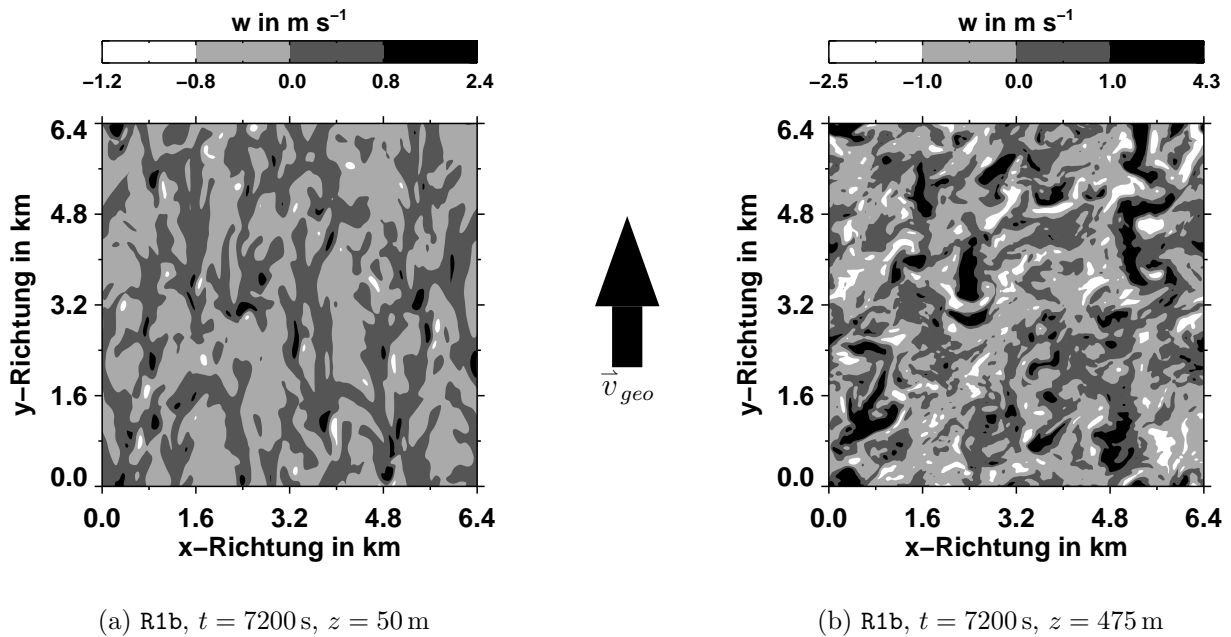 w in m s⁻¹
−1.2 −0.8 0.0 0.8 2.4
y−Richtung in km
6.4
4.8
3.2
1.6
0.0
0.0 1.6 3.2 4.8 6.4
x−Richtung in km
(a) R1b, t = 7200 s, z = 50 m
v⃗ geo
w in m s⁻¹
−2.5 −1.0 0.0 1.0 4.3
y−Richtung in km
6.4
4.8
3.2
1.6
0.0
0.0 1.6 3.2 4.8 6.4
x−Richtung in km
(b) R1b, t = 7200 s, z = 475 m